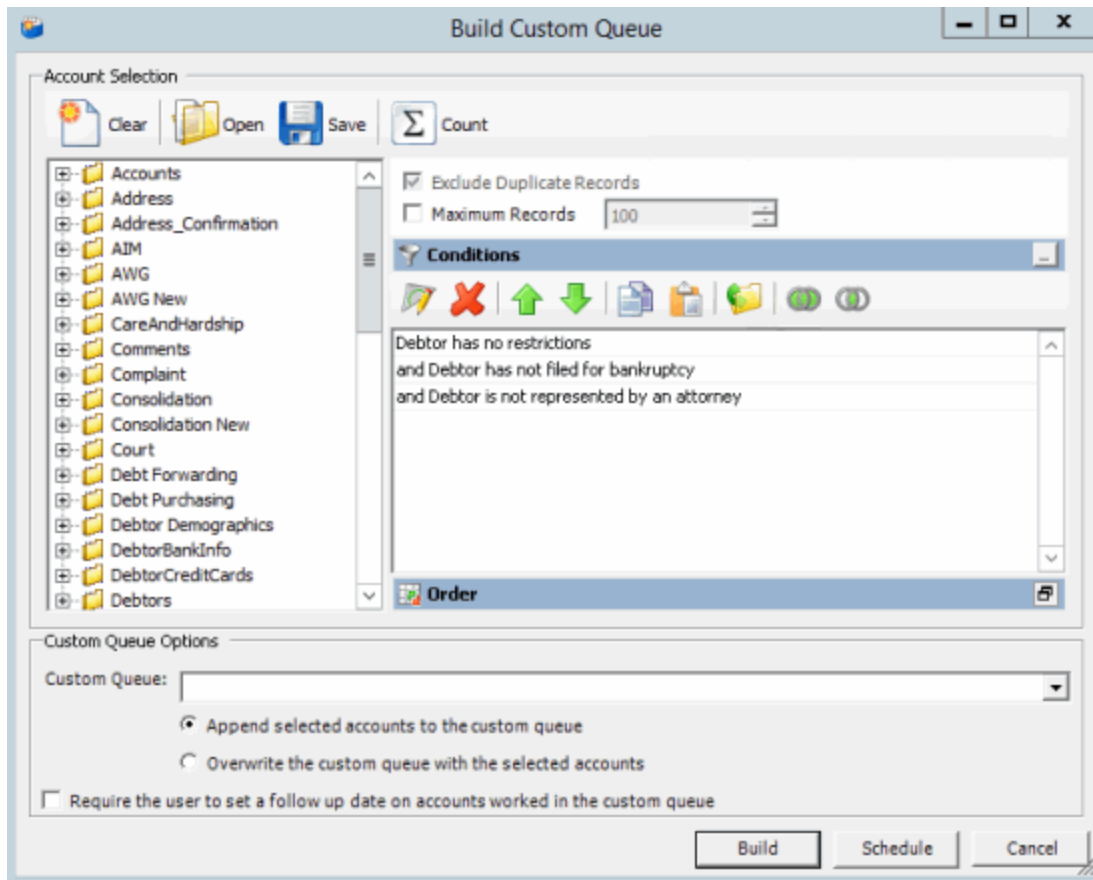 Build Custom Queue
Account Selection
Clear Open Save Σ Count
Accounts
Address
Address_Confirmation
AIM
AWG
AWG New
CareAndHardship
Comments
Complaint
Consolidation
Consolidation New
Court
Debt Forwarding
Debt Purchasing
Debtor Demographics
DebtorBankInfo
DebtorCreditCards
Debtors
Exclude Duplicate Records
Maximum Records 100
Conditions
Debtor has no restrictions
and Debtor has not filed for bankruptcy
and Debtor is not represented by an attorney
Order
Custom Queue Options
Custom Queue:
Append selected accounts to the custom queue
Overwrite the custom queue with the selected accounts
Require the user to set a follow up date on accounts worked in the custom queue
Build Schedule Cancel